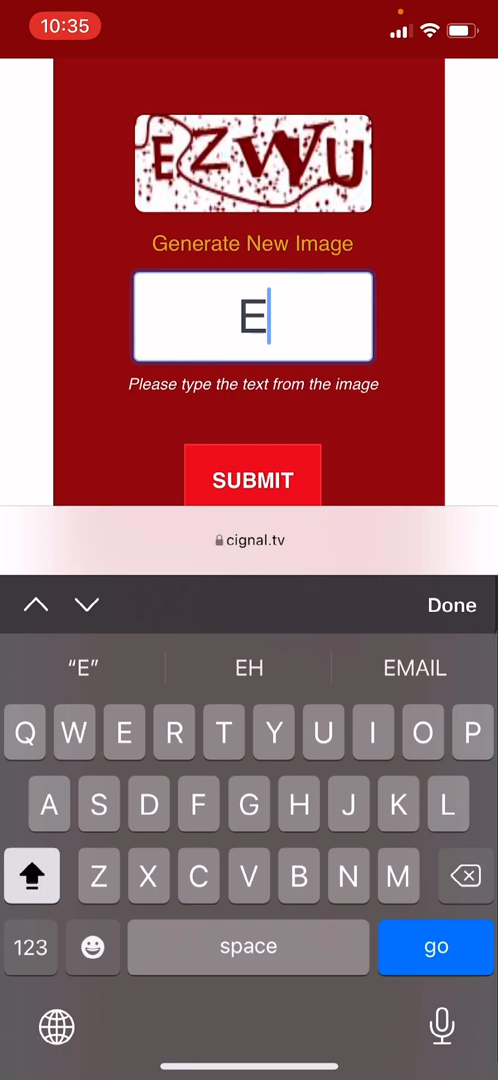 10:35
Generate New Image
E
Please type the text from the image
SUBMIT
cignal.tv
Done
“E” EH EMAIL
Q W E R T Y U I O P
A S D F G H J K L
Z X C V B N M
123 space go